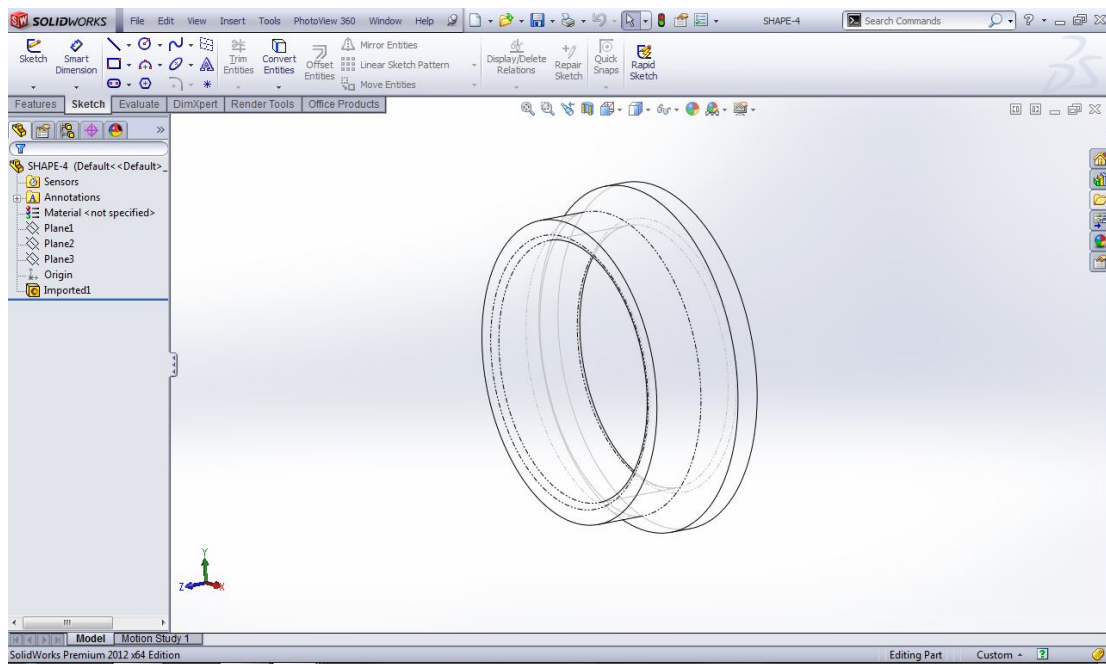 SW SOLIDWORKS File Edit View Insert Tools PhotoView 360 Window Help SHAPE-4 Search Commands
Sketch Smart Dimension Trim Entities Convert Entities Offset Entities Mirror Entities Linear Sketch Pattern Move Entities Display/Delete Relations Repair Sketch Quick Snaps Rapid Sketch
Features Sketch Evaluate DimXpert Render Tools Office Products
SHAPE-4 (Default<<Default>_
Sensors
A Annotations
Material <not specified>
Plane1
Plane2
Plane3
Origin
Imported1
Y
Z X
Model Motion Study 1
SolidWorks Premium 2012 x64 Edition Editing Part Custom